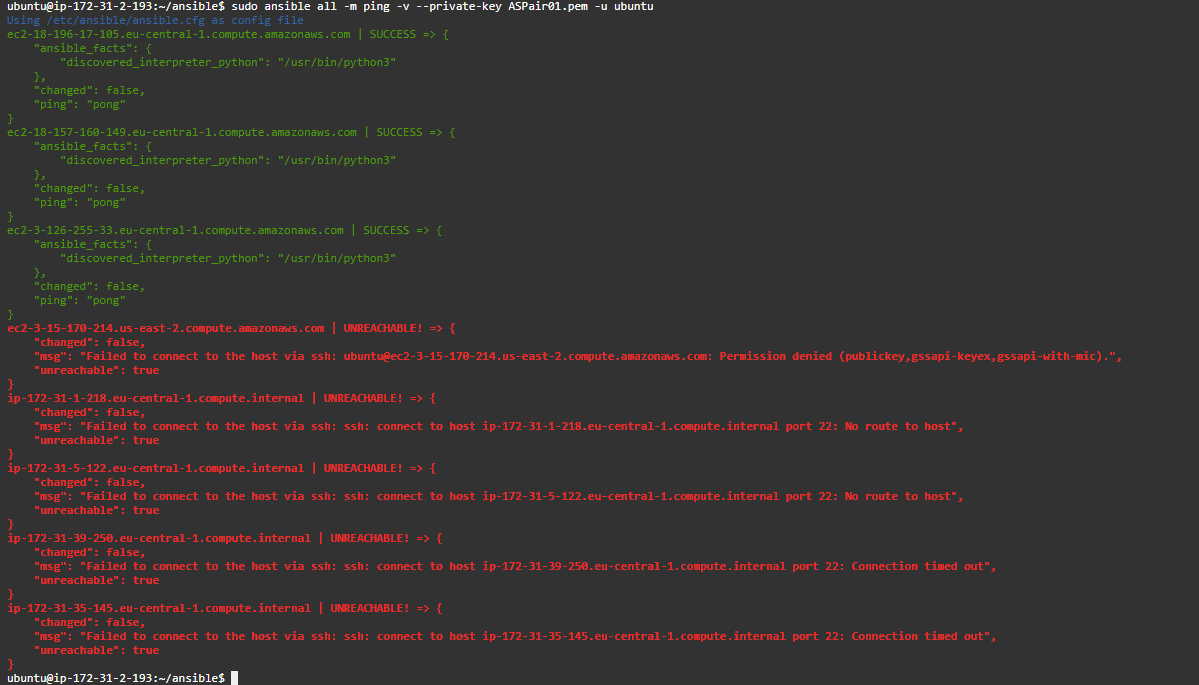 ubuntu@ip-172-31-2-193:~/ansible$ sudo ansible all -m ping -v --private-key ASPair01.pem -u ubuntu
Using /etc/ansible/ansible.cfg as config file
ec2-18-196-17-105.eu-central-1.compute.amazonaws.com | SUCCESS => {
    "ansible_facts": {
        "discovered_interpreter_python": "/usr/bin/python3"
    },
    "changed": false,
    "ping": "pong"
}
ec2-18-157-160-149.eu-central-1.compute.amazonaws.com | SUCCESS => {
    "ansible_facts": {
        "discovered_interpreter_python": "/usr/bin/python3"
    },
    "changed": false,
    "ping": "pong"
}
ec2-3-126-255-33.eu-central-1.compute.amazonaws.com | SUCCESS => {
    "ansible_facts": {
        "discovered_interpreter_python": "/usr/bin/python3"
    },
    "changed": false,
    "ping": "pong"
}
ec2-3-15-170-214.us-east-2.compute.amazonaws.com | UNREACHABLE! => {
    "changed": false,
    "msg": "Failed to connect to the host via ssh: ubuntu@ec2-3-15-170-214.us-east-2.compute.amazonaws.com: Permission denied (publickey,gssapi-keyex,gssapi-with-mic).",
    "unreachable": true
}
ip-172-31-1-218.eu-central-1.compute.internal | UNREACHABLE! => {
    "changed": false,
    "msg": "Failed to connect to the host via ssh: ssh: connect to host ip-172-31-1-218.eu-central-1.compute.internal port 22: No route to host",
    "unreachable": true
}
ip-172-31-5-122.eu-central-1.compute.internal | UNREACHABLE! => {
    "changed": false,
    "msg": "Failed to connect to the host via ssh: ssh: connect to host ip-172-31-5-122.eu-central-1.compute.internal port 22: No route to host",
    "unreachable": true
}
ip-172-31-39-250.eu-central-1.compute.internal | UNREACHABLE! => {
    "changed": false,
    "msg": "Failed to connect to the host via ssh: ssh: connect to host ip-172-31-39-250.eu-central-1.compute.internal port 22: Connection timed out",
    "unreachable": true
}
ip-172-31-35-145.eu-central-1.compute.internal | UNREACHABLE! => {
    "changed": false,
    "msg": "Failed to connect to the host via ssh: ssh: connect to host ip-172-31-35-145.eu-central-1.compute.internal port 22: Connection timed out",
    "unreachable": true
}
ubuntu@ip-172-31-2-193:~/ansible$